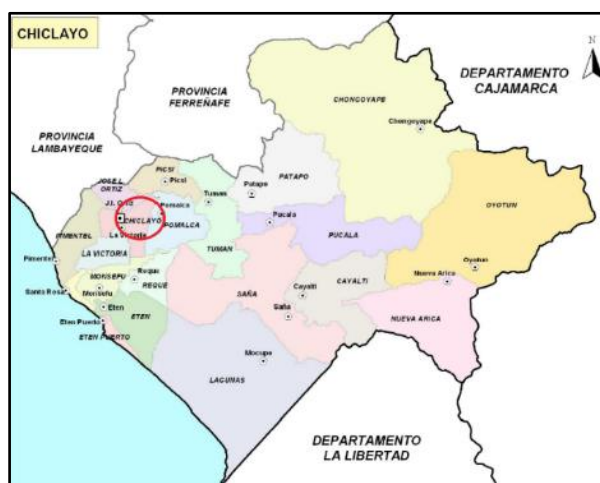 CHICLAYO
N
DEPARTAMENTO
CAJAMARCA
PROVINCIA
FERREÑAFE
PROVINCIA
LAMBAYEQUE
CHONGOYAPE
Chongoyape
PICSI
Picsi
JOSE L.
ORTIZ
PATAPO
Patapo
Tuman
OYOTUN
J.L. ORTIZ
Pomalca
CHICLAYO
POMALCA
Pucala
PUCALA
PIMENTEL
La Victoria
LA VICTORIA
TUMAN
Pimentel
Reque
MONSEFU
REQUE
Oyotun
CAYALTI
Nueva Arica
Santa Rosa
Monsefu
SAÑA
Cayalti
Eten
ETEN
Saña
NUEVA ARICA
Eten Puerto
ETEN PUERTO
Mocupe
LAGUNAS
DEPARTAMENTO
LA LIBERTAD